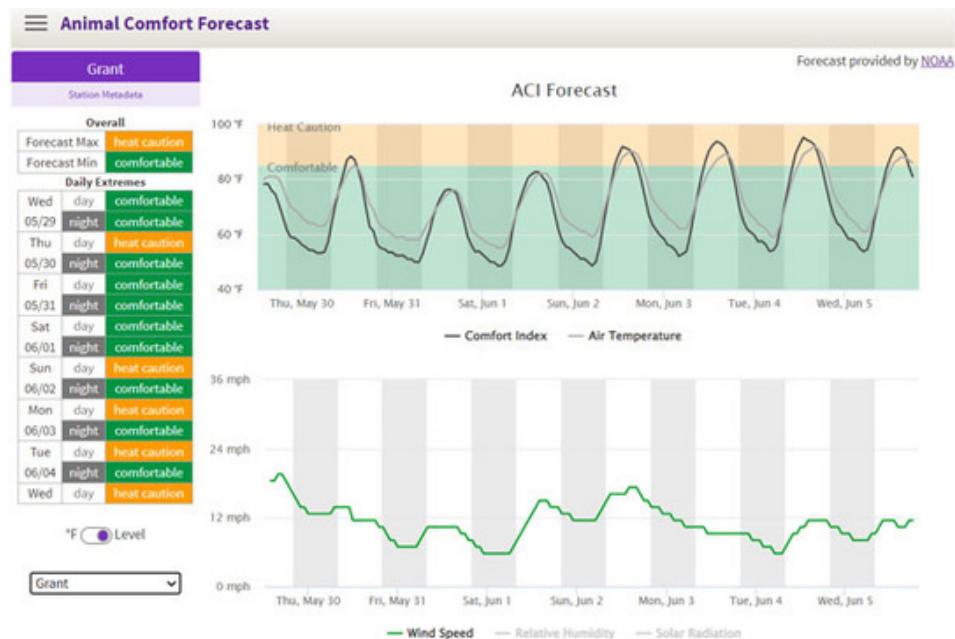 Animal Comfort Forecast
Grant
Station Metadata
Overall
Forecast Max heat caution
Forecast Min comfortable
Daily Extremes
Wed day comfortable
05/29 night comfortable
Thu day heat caution
05/30 night comfortable
Fri day comfortable
05/31 night comfortable
Sat day comfortable
06/01 night comfortable
Sun day heat caution
06/02 night comfortable
Mon day heat caution
06/03 night comfortable
Tue day heat caution
06/04 night comfortable
Wed day heat caution
°F Level
Grant
Forecast provided by NOAA
ACI Forecast
100 °F
Heat Caution
Comfortable
80 °F
60 °F
40 °F
Thu, May 30 Fri, May 31 Sat, Jun 1 Sun, Jun 2 Mon, Jun 3 Tue, Jun 4 Wed, Jun 5
Comfort Index Air Temperature
36 mph
24 mph
12 mph
0 mph
Thu, May 30 Fri, May 31 Sat, Jun 1 Sun, Jun 2 Mon, Jun 3 Tue, Jun 4 Wed, Jun 5
Wind Speed Relative Humidity Solar Radiation